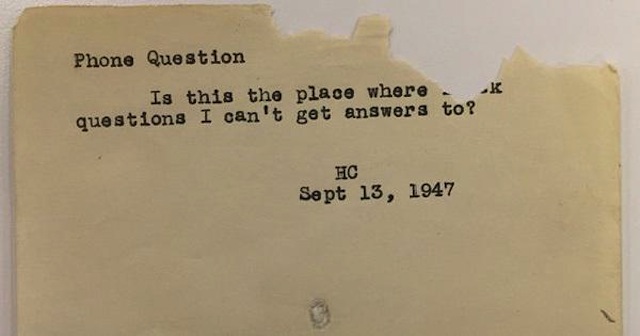 Phone Question
Is this the place where
questions I can't get answers to?
HC
Sept 13, 1947